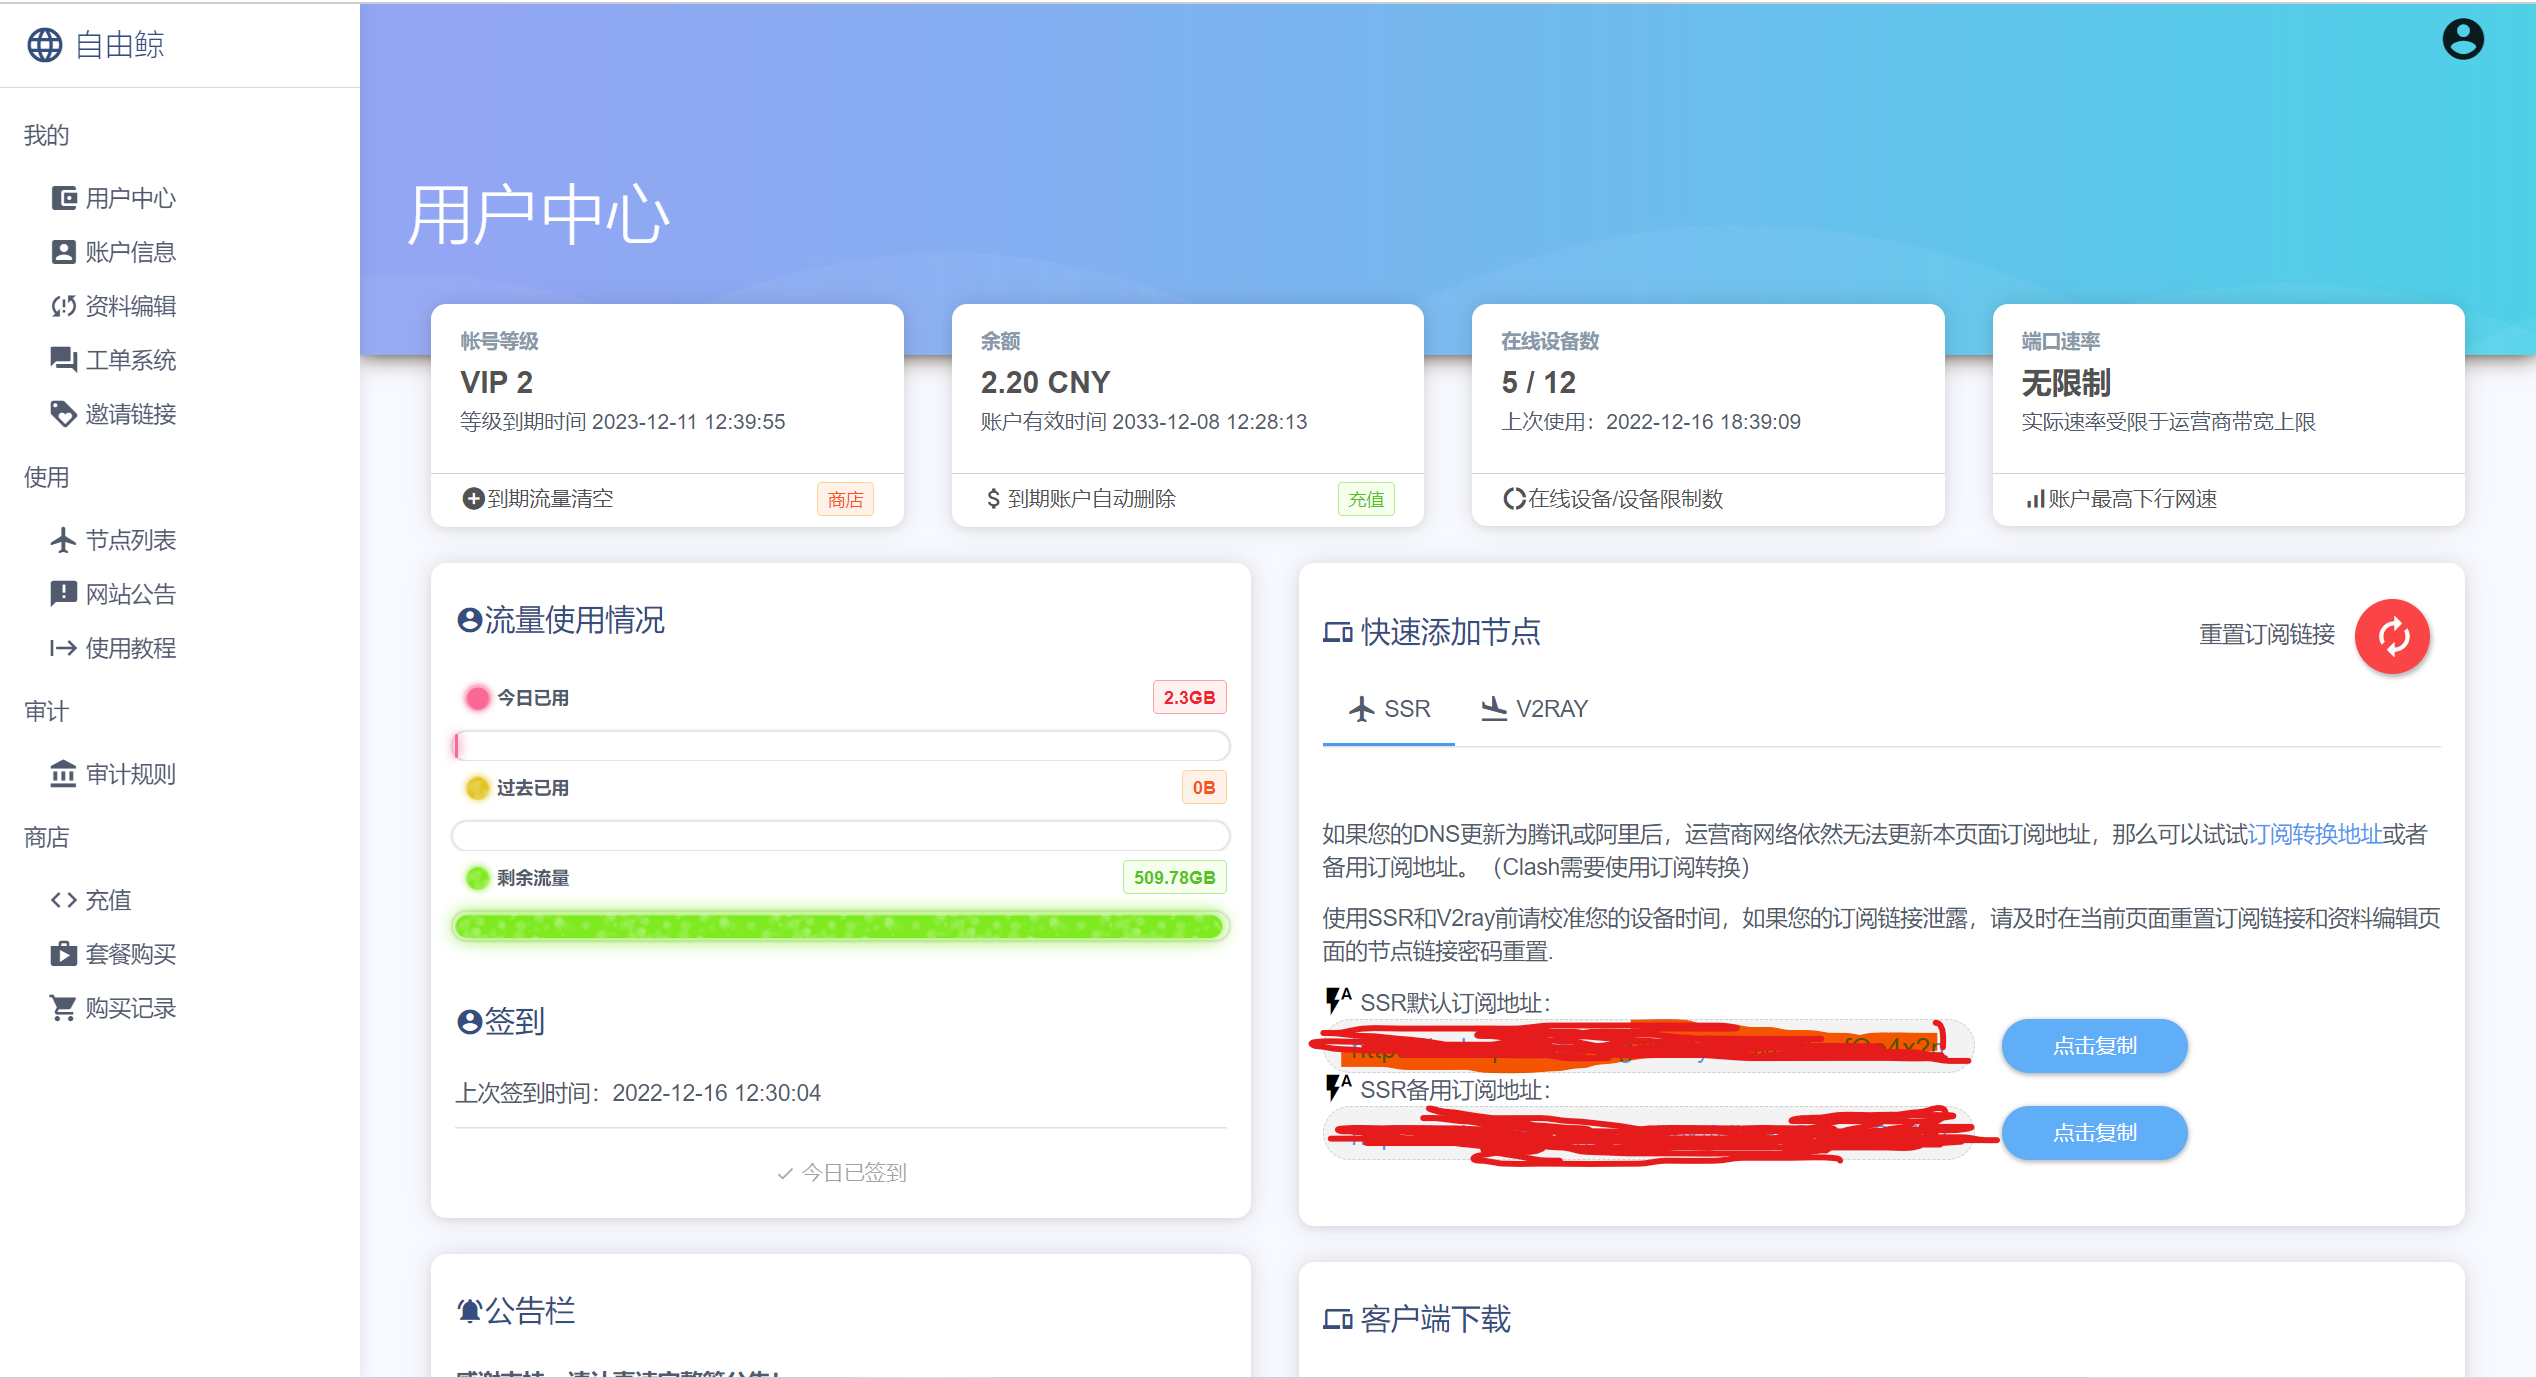 自由鲸
我的
用户中心
账户信息
资料编辑
工单系统
邀请链接
使用
节点列表
网站公告
使用教程
审计
审计规则
商店
充值
套餐购买
购买记录
用户中心
帐号等级
VIP 2
等级到期时间 2023-12-11 12:39:55
到期流量清空
商店
余额
2.20 CNY
账户有效时间 2033-12-08 12:28:13
到期账户自动删除
充值
在线设备数
5 / 12
上次使用：2022-12-16 18:39:09
在线设备/设备限制数
端口速率
无限制
实际速率受限于运营商带宽上限
账户最高下行网速
流量使用情况
今日已用
2.3GB
过去已用
0B
剩余流量
509.78GB
签到
上次签到时间：2022-12-16 12:30:04
今日已签到
快速添加节点
重置订阅链接
SSR
V2RAY
如果您的DNS更新为腾讯或阿里后，运营商网络依然无法更新本页面订阅地址，那么可以试试订阅转换地址或者
备用订阅地址。（Clash需要使用订阅转换）
使用SSR和V2ray前请校准您的设备时间，如果您的订阅链接泄露，请及时在当前页面重置订阅链接和资料编辑页
面的节点链接密码重置.
SSR默认订阅地址：
点击复制
SSR备用订阅地址：
点击复制
公告栏
客户端下载